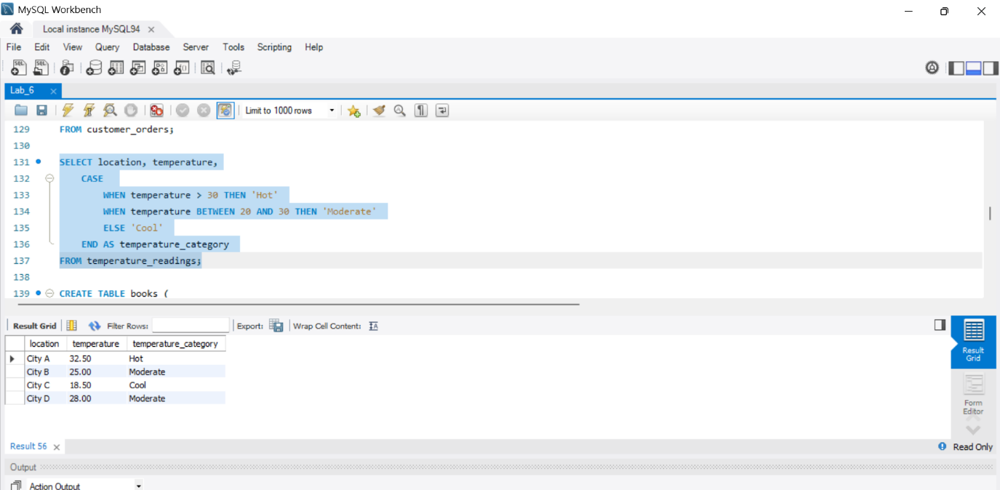 MySQL Workbench
Local instance MySQL94
File Edit View Query Database Server Tools Scripting Help
Lab_6
Limit to 1000 rows
129 FROM customer_orders;
130
131 SELECT location, temperature,
132 CASE
133 WHEN temperature > 30 THEN 'Hot'
134 WHEN temperature BETWEEN 20 AND 30 THEN 'Moderate'
135 ELSE 'Cool'
136 END AS temperature_category
137 FROM temperature_readings;
138
139 CREATE TABLE books (
Result Grid Filter Rows: Export: Wrap Cell Content:
location temperature temperature_category
City A 32.50 Hot
City B 25.00 Moderate
City C 18.50 Cool
City D 28.00 Moderate
Result
Grid
Form
Editor
Result 56 Read Only
Output
Action Output